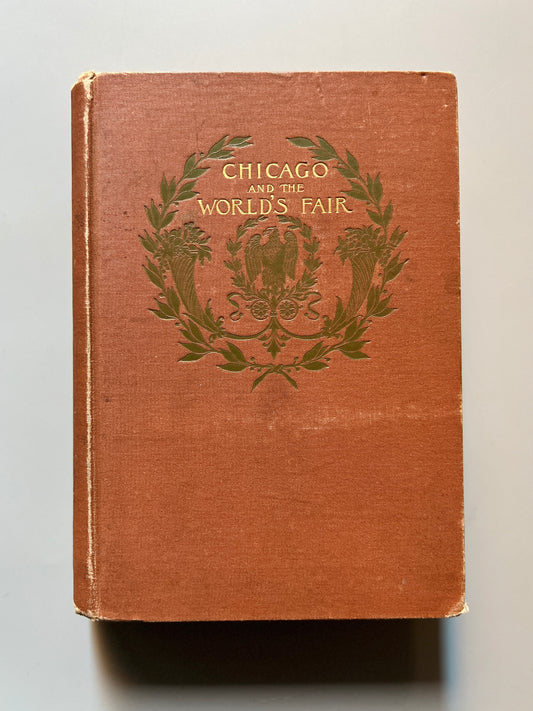 CHICAGO
AND THE
WORLD'S FAIR